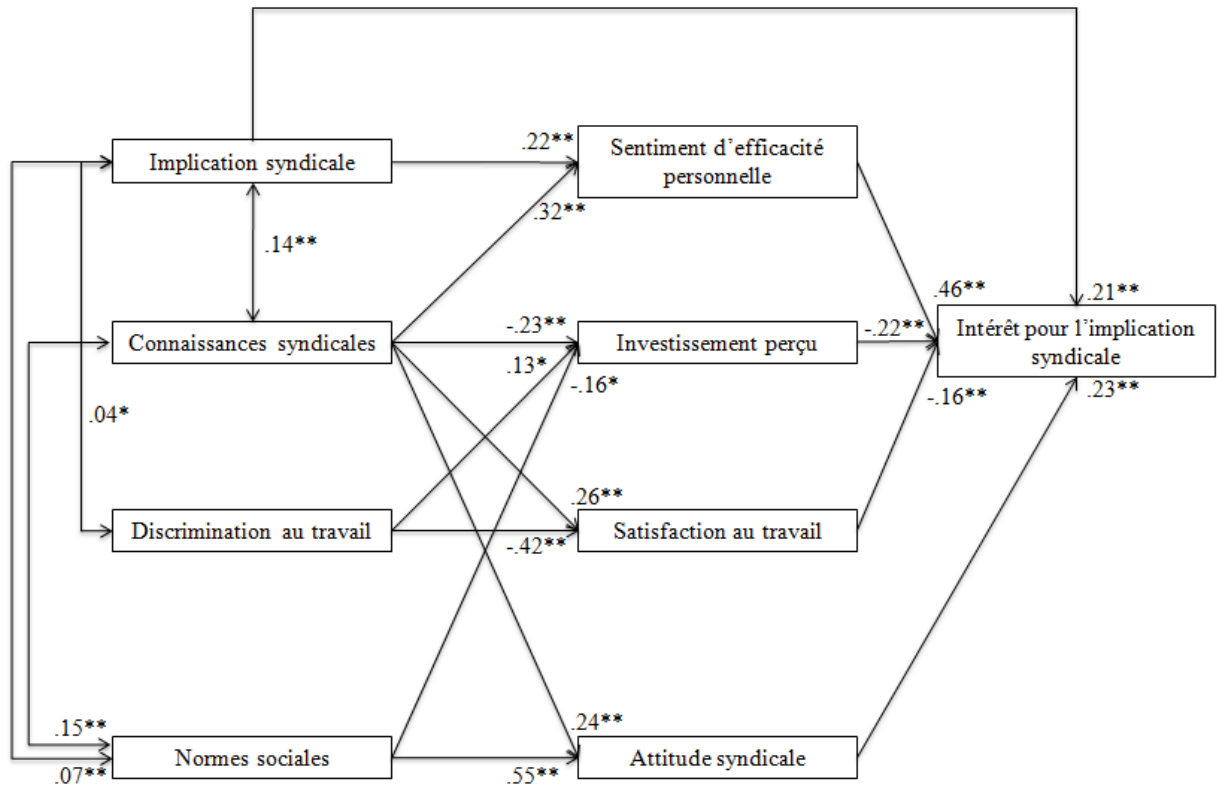 .22**
Implication syndicale
Sentiment d’efficacité
personnelle
.32**
.14**
.46**
.21**
-.23**
-.22**
Connaissances syndicales
Investissement perçu
Intérêt pour l’implication
syndicale
.13*
-.16*
-.16**
.23**
.04*
.26**
Discrimination au travail
Satisfaction au travail
-.42**
.15**
.24**
Normes sociales
Attitude syndicale
.07**
.55**